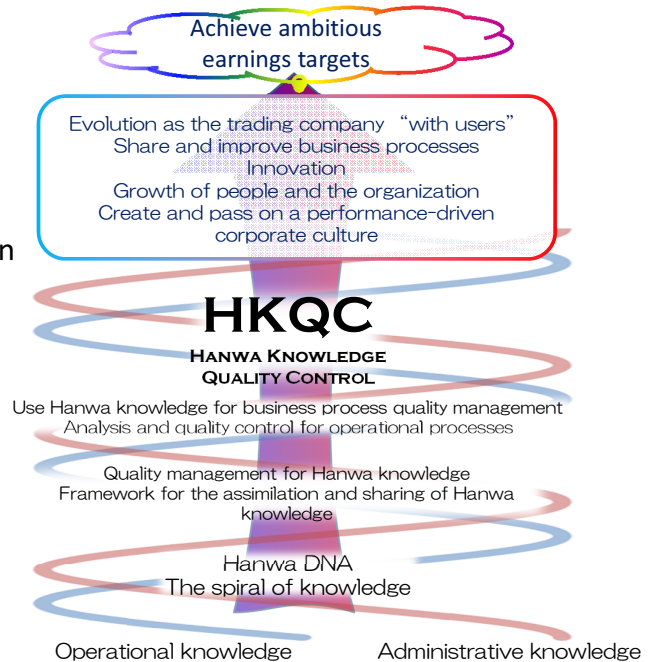 Achieve ambitious
earnings targets
Evolution as the trading company “with users”
Share and improve business processes
Innovation
Growth of people and the organization
Create and pass on a performance-driven
corporate culture
n
HKQC
HANWA KNOWLEDGE
QUALITY CONTROL
Use Hanwa knowledge for business process quality management
Analysis and quality control for operational processes
Quality management for Hanwa knowledge
Framework for the assimilation and sharing of Hanwa
knowledge
Hanwa DNA
The spiral of knowledge
Operational knowledge Administrative knowledge